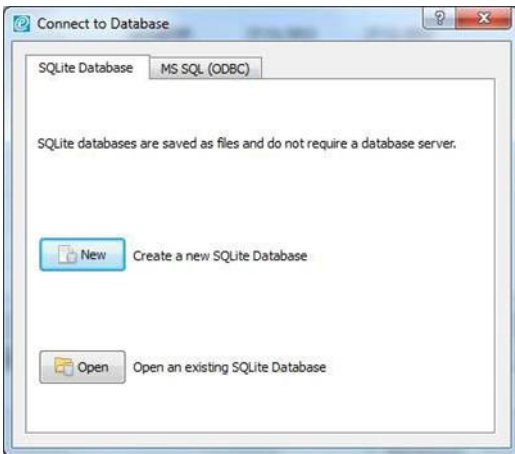 Connect to Database
SQLite Database MS SQL (ODBC)
SQLite databases are saved as files and do not require a database server.
New Create a new SQLite Database
Open Open an existing SQLite Database